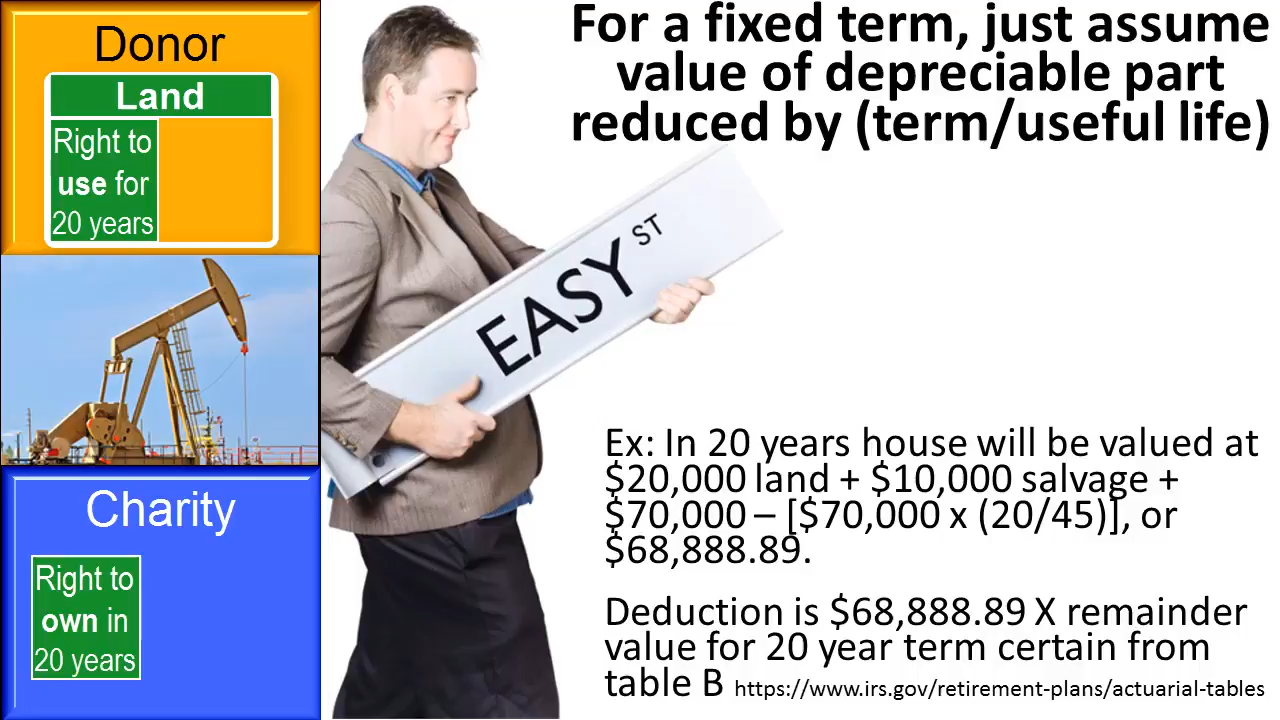 For a fixed term, just assume
value of depreciable part
reduced by (term/useful life)
Donor
Land
Right to
use for
20 years
EASY ST
Ex: In 20 years house will be valued at
$20,000 land + $10,000 salvage +
$70,000 – [$70,000 x (20/45)], or
$68,888.89.
Deduction is $68,888.89 X remainder
value for 20 year term certain from
table B https://www.irs.gov/retirement-plans/actuarial-tables
Charity
Right to
own in
20 years